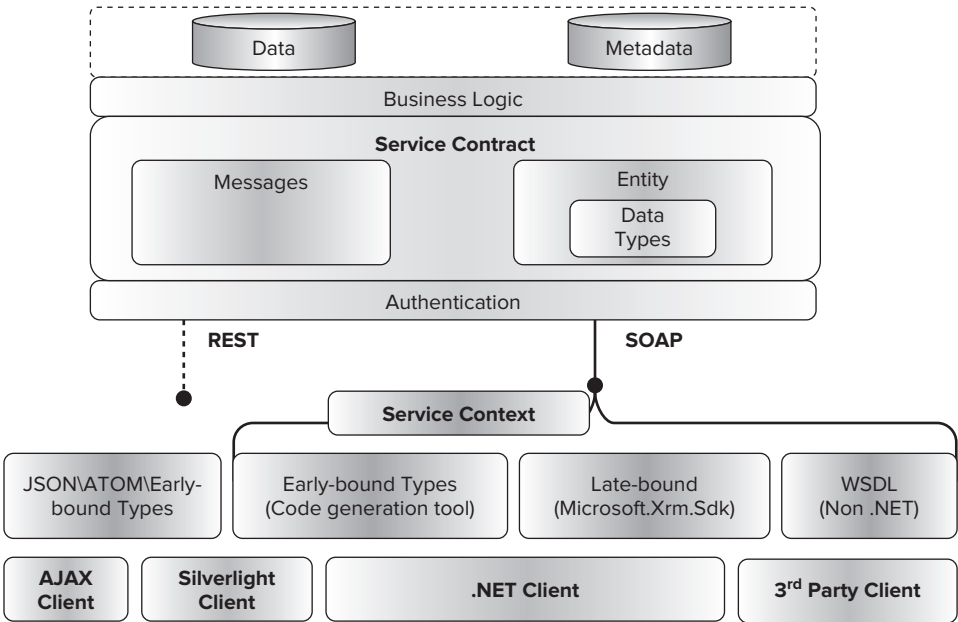 Data
Metadata
Business Logic
Service Contract
Messages
Entity
Data
Types
Authentication
REST
SOAP
Service Context
JSON\ATOM\Early-
bound Types
Early-bound Types
(Code generation tool)
Late-bound
(Microsoft.Xrm.Sdk)
WSDL
(Non .NET)
AJAX
Client
Silverlight
Client
.NET Client
3rd Party Client